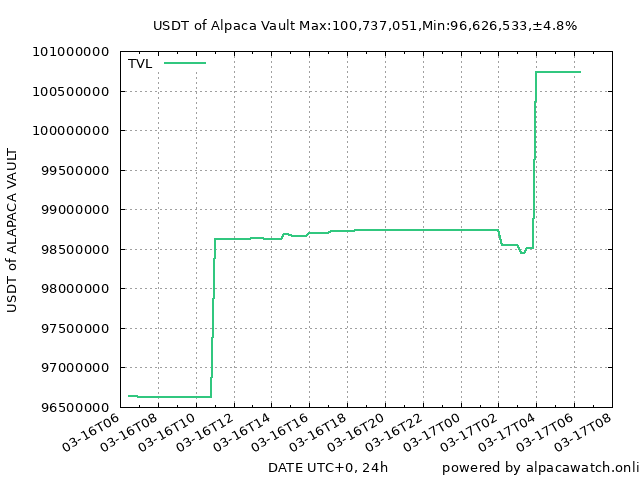 USDT of Alpaca Vault Max:100,737,051,Min:96,626,533,±4.8%
TVL
USDT of ALAPACA VAULT
101000000
100500000
100000000
99500000
99000000
98500000
98000000
97500000
97000000
96500000
03-16T06
03-16T08
03-16T10
03-16T12
03-16T14
03-16T16
03-16T18
03-16T20
03-16T22
03-17T00
03-17T02
03-17T04
03-17T06
03-17T08
DATE UTC+0, 24h
powered by alpacawatch.onli